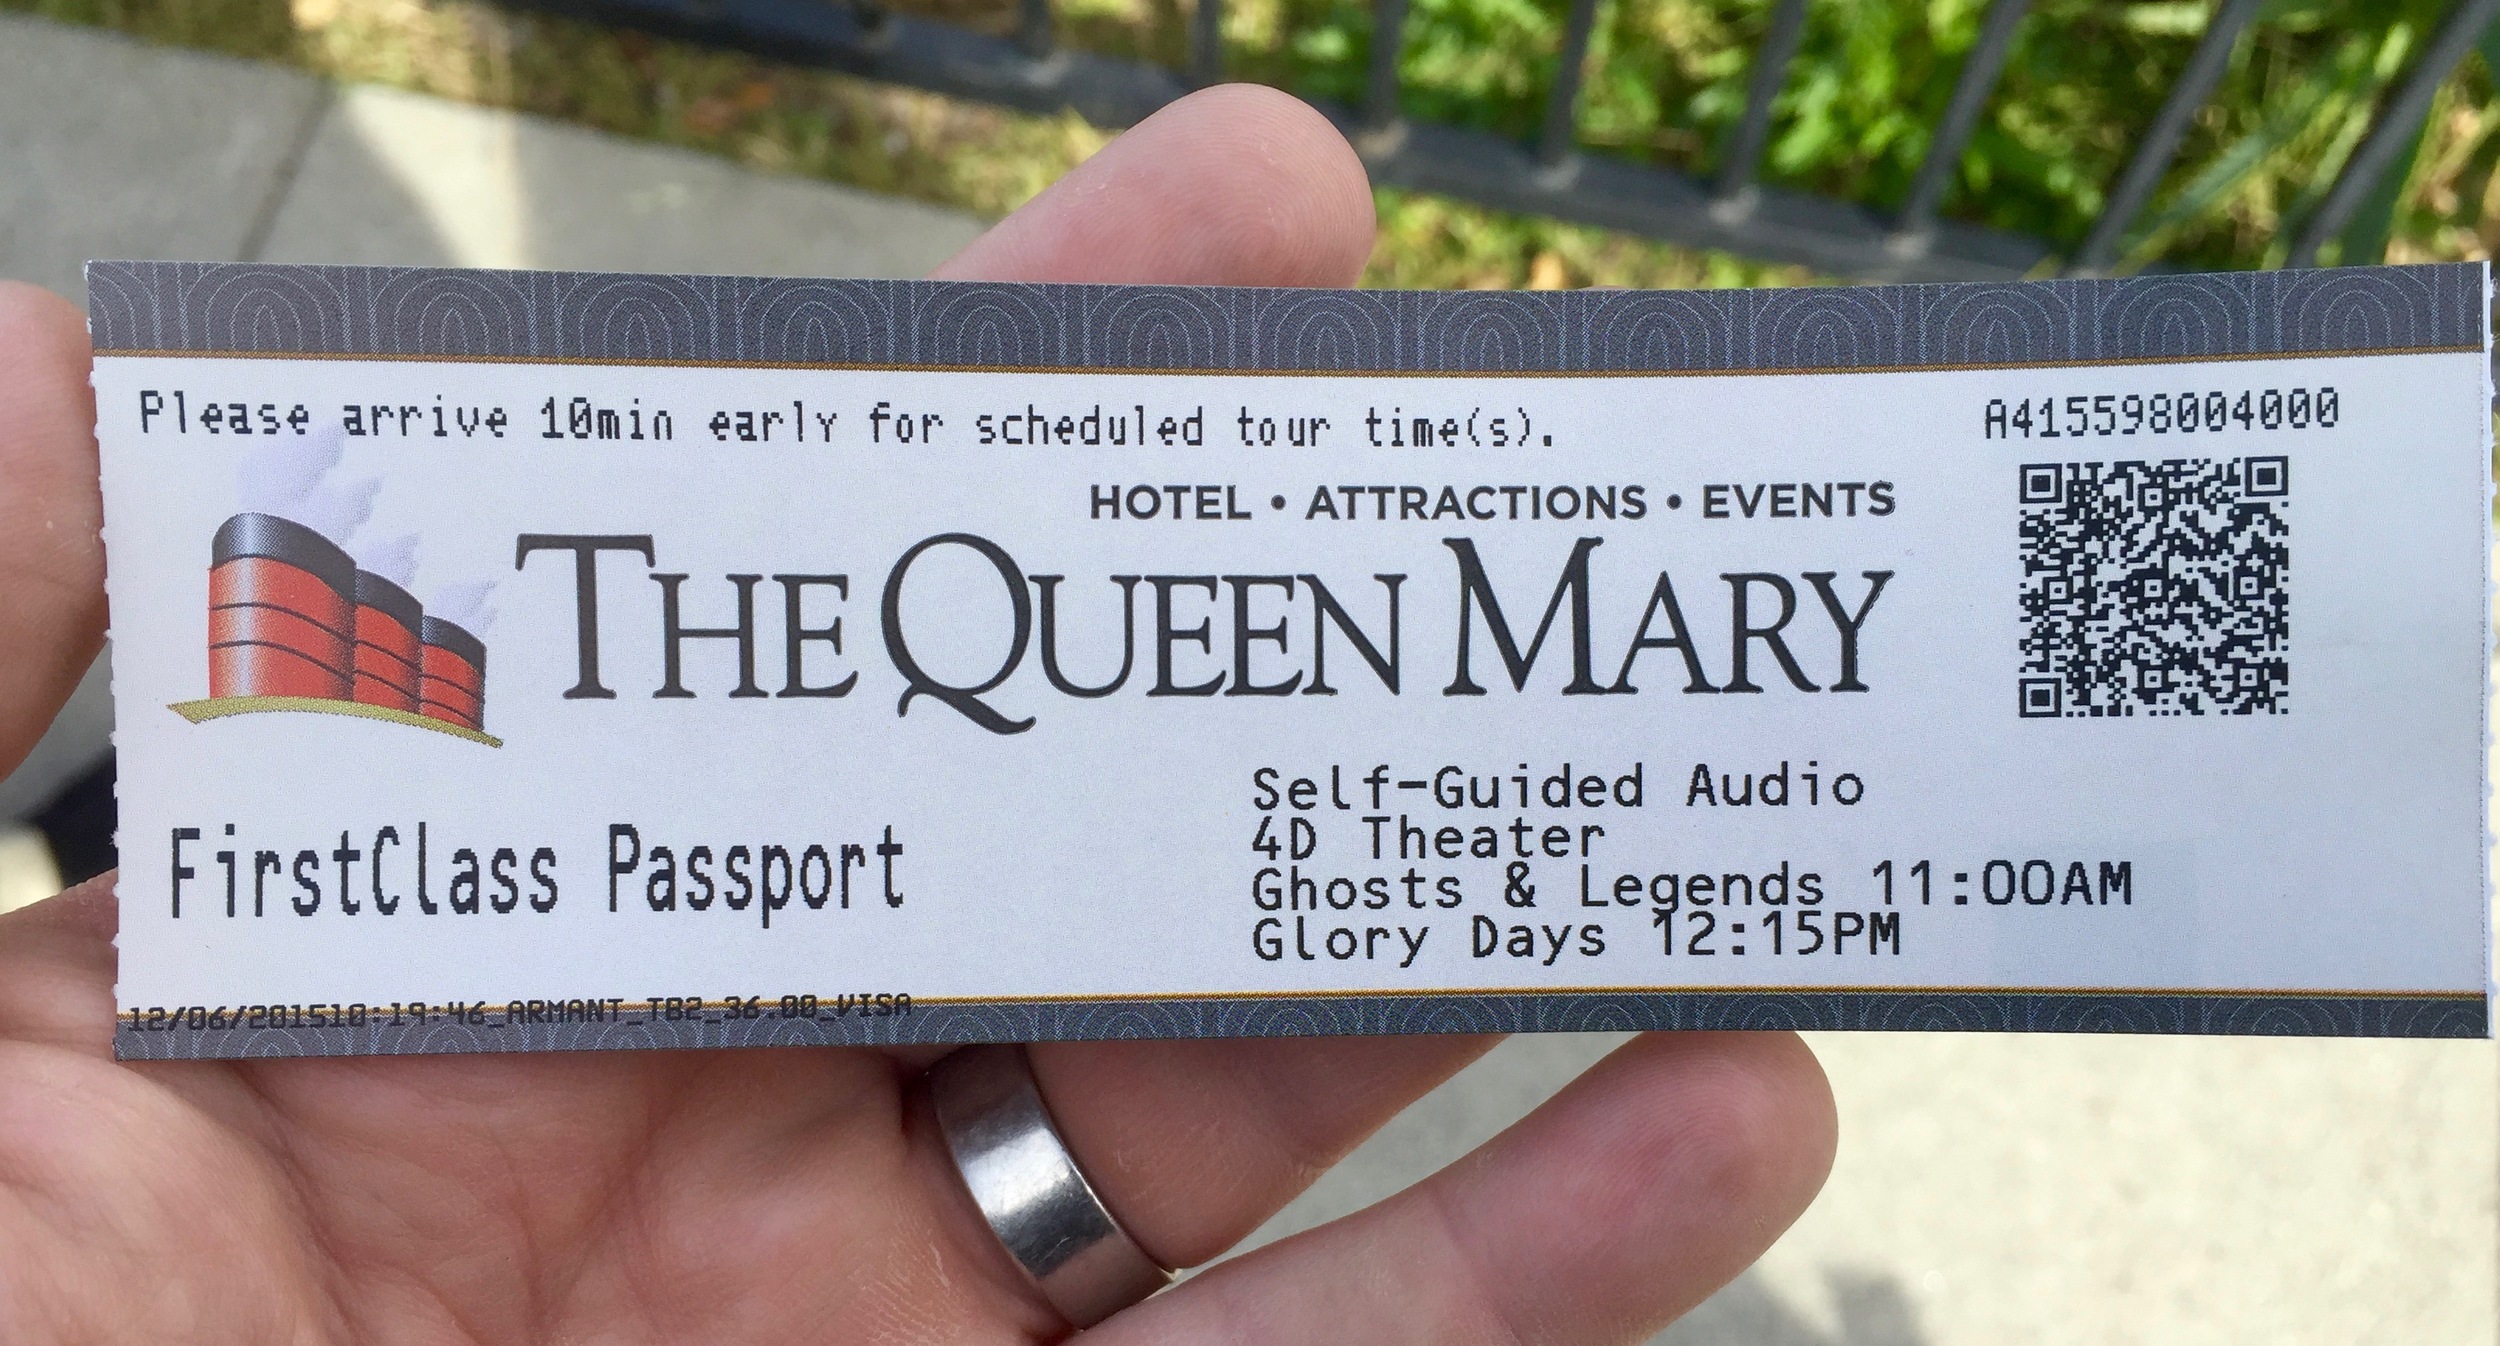 Please arrive 10min early for scheduled tour time(s).
A415598004000
HOTEL • ATTRACTIONS • EVENTS
THE QUEEN MARY
FirstClass Passport
Self-Guided Audio
4D Theater
Ghosts & Legends 11:00AM
Glory Days 12:15PM
12/06/201510:19:46_ARMANT_TB2_36.00_VISA